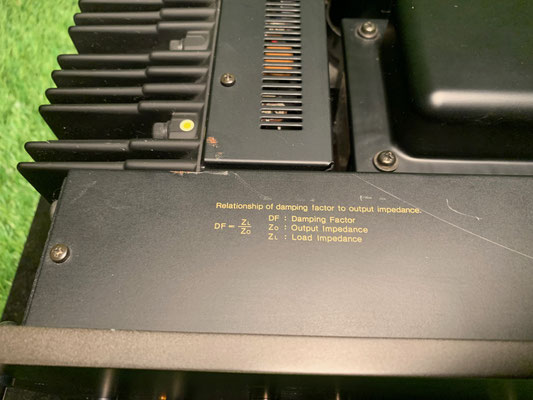 Relationship of damping factor to output impedance.
DF = ZL/ZO DF : Damping Factor
ZO : Output Impedance
ZL : Load Impedance